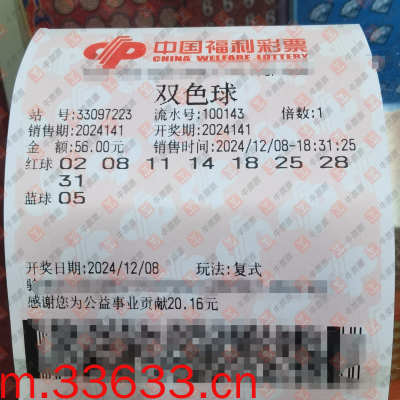 中国福利彩票
CHINA WELFARE LOTTERY
双色球
站 号:33097223 流水号:100143 倍数:1
销售期:2024141 开奖期:2024141
金 额:56.00元 销售时间:2024/12/08-18:31:25
红球 02 08 11 14 18 25 28
31
蓝球 05
开奖日期:2024/12/08 玩法:复式
感谢您为公益事业贡献20.16元
m.33633.cn